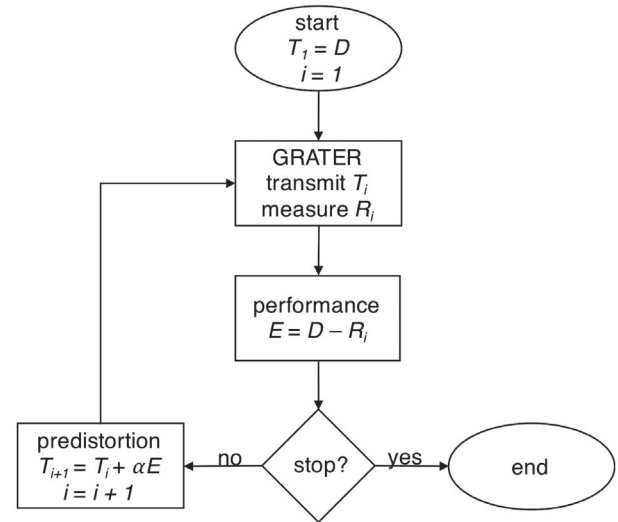 start
T₁ = D
i = 1
GRATER
transmit Tᵢ
measure Rᵢ
performance
E = D − Rᵢ
stop?
no
yes
predistortion
Tᵢ₊₁ = Tᵢ + αE
i = i + 1
end